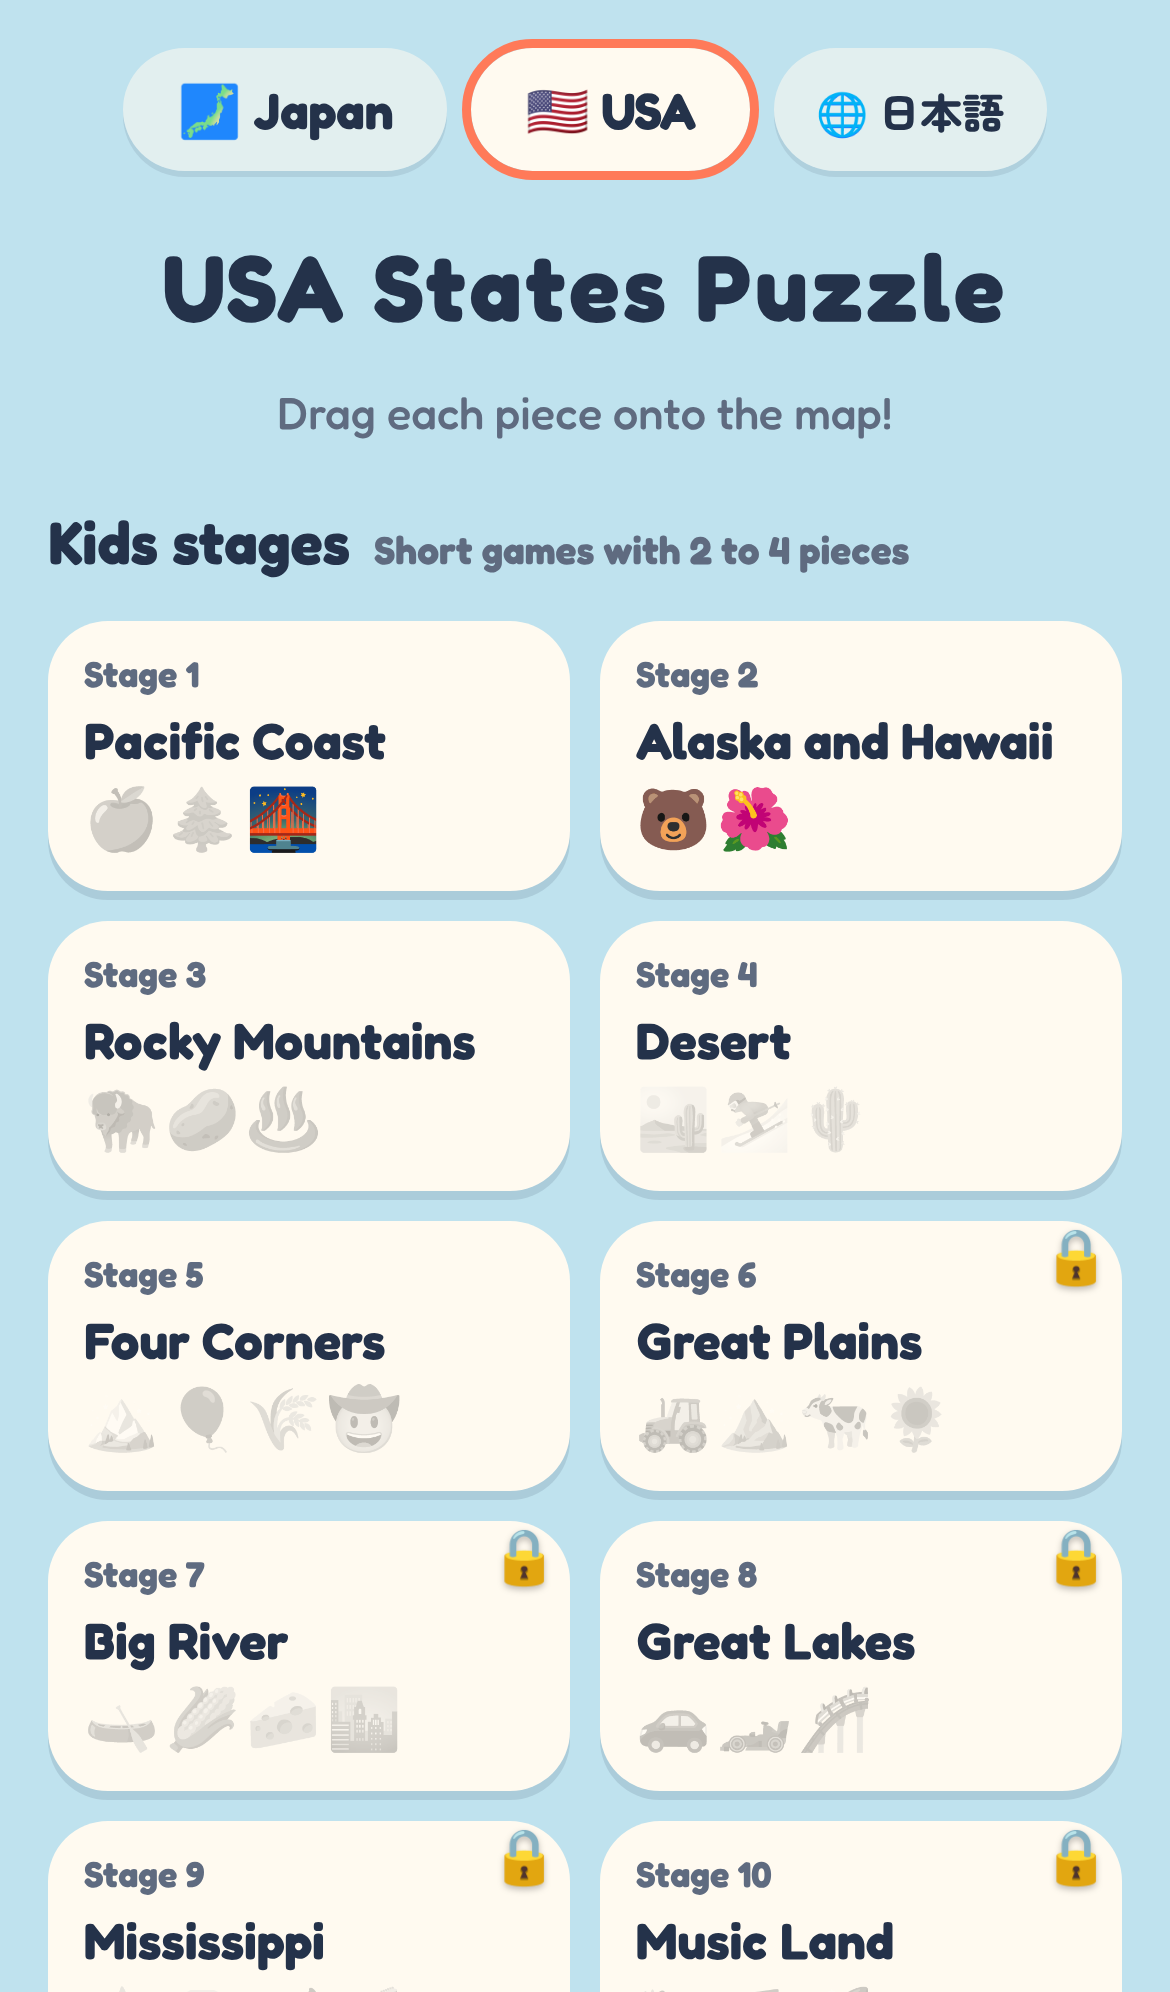 Japan
USA
日本語
USA States Puzzle
Drag each piece onto the map!
Kids stages Short games with 2 to 4 pieces
Stage 1
Pacific Coast
Stage 2
Alaska and Hawaii
Stage 3
Rocky Mountains
Stage 4
Desert
Stage 5
Four Corners
Stage 6
Great Plains
Stage 7
Big River
Stage 8
Great Lakes
Stage 9
Mississippi
Stage 10
Music Land